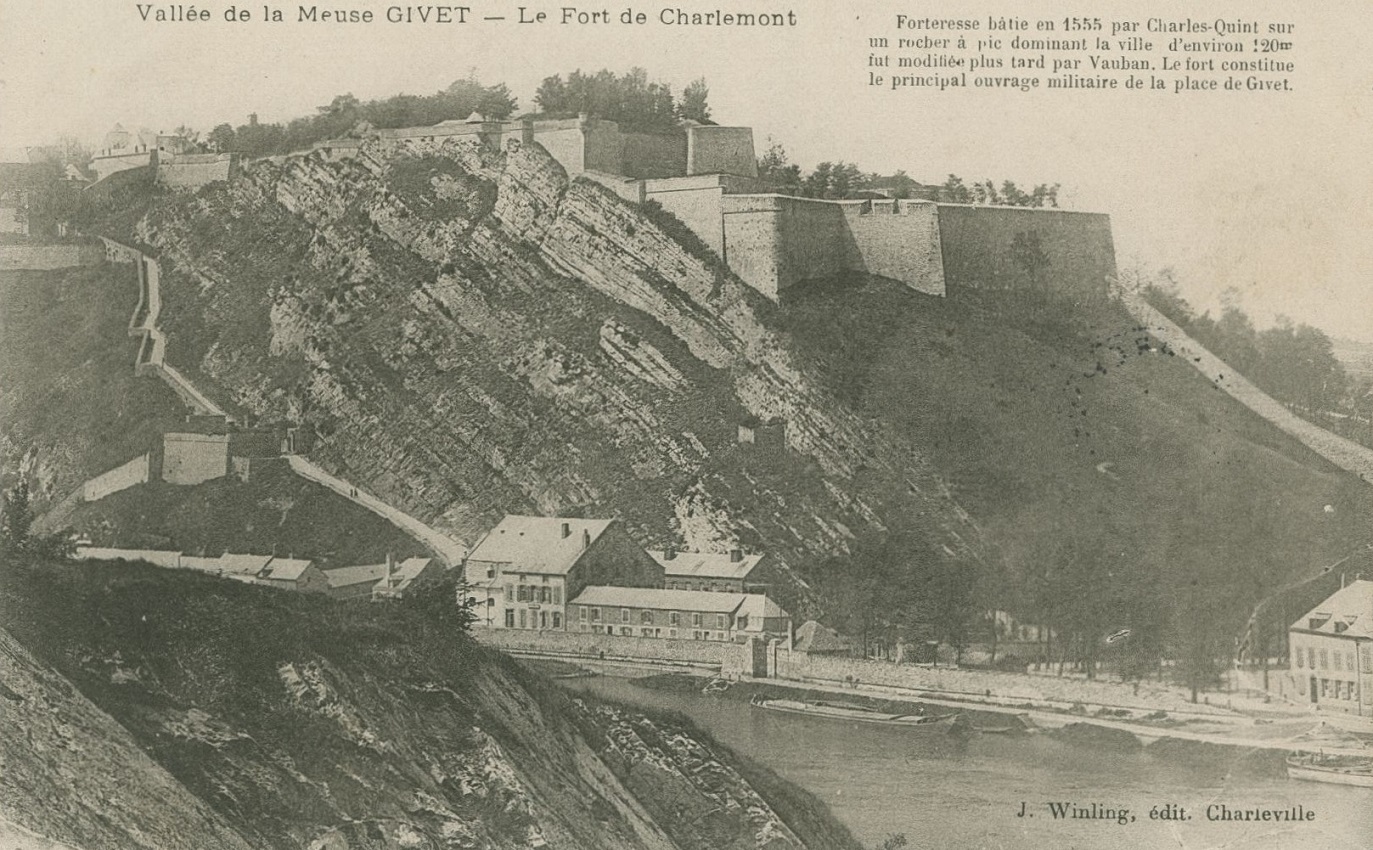 Vallée de la Meuse GIVET — Le Fort de Charlemont
Forteresse bâtie en 1555 par Charles-Quint sur
un rocher à pic dominant la ville d'environ 120m
fut modifiée plus tard par Vauban. Le fort constitue
le principal ouvrage militaire de la place de Givet.
J. Winling, édit. Charleville